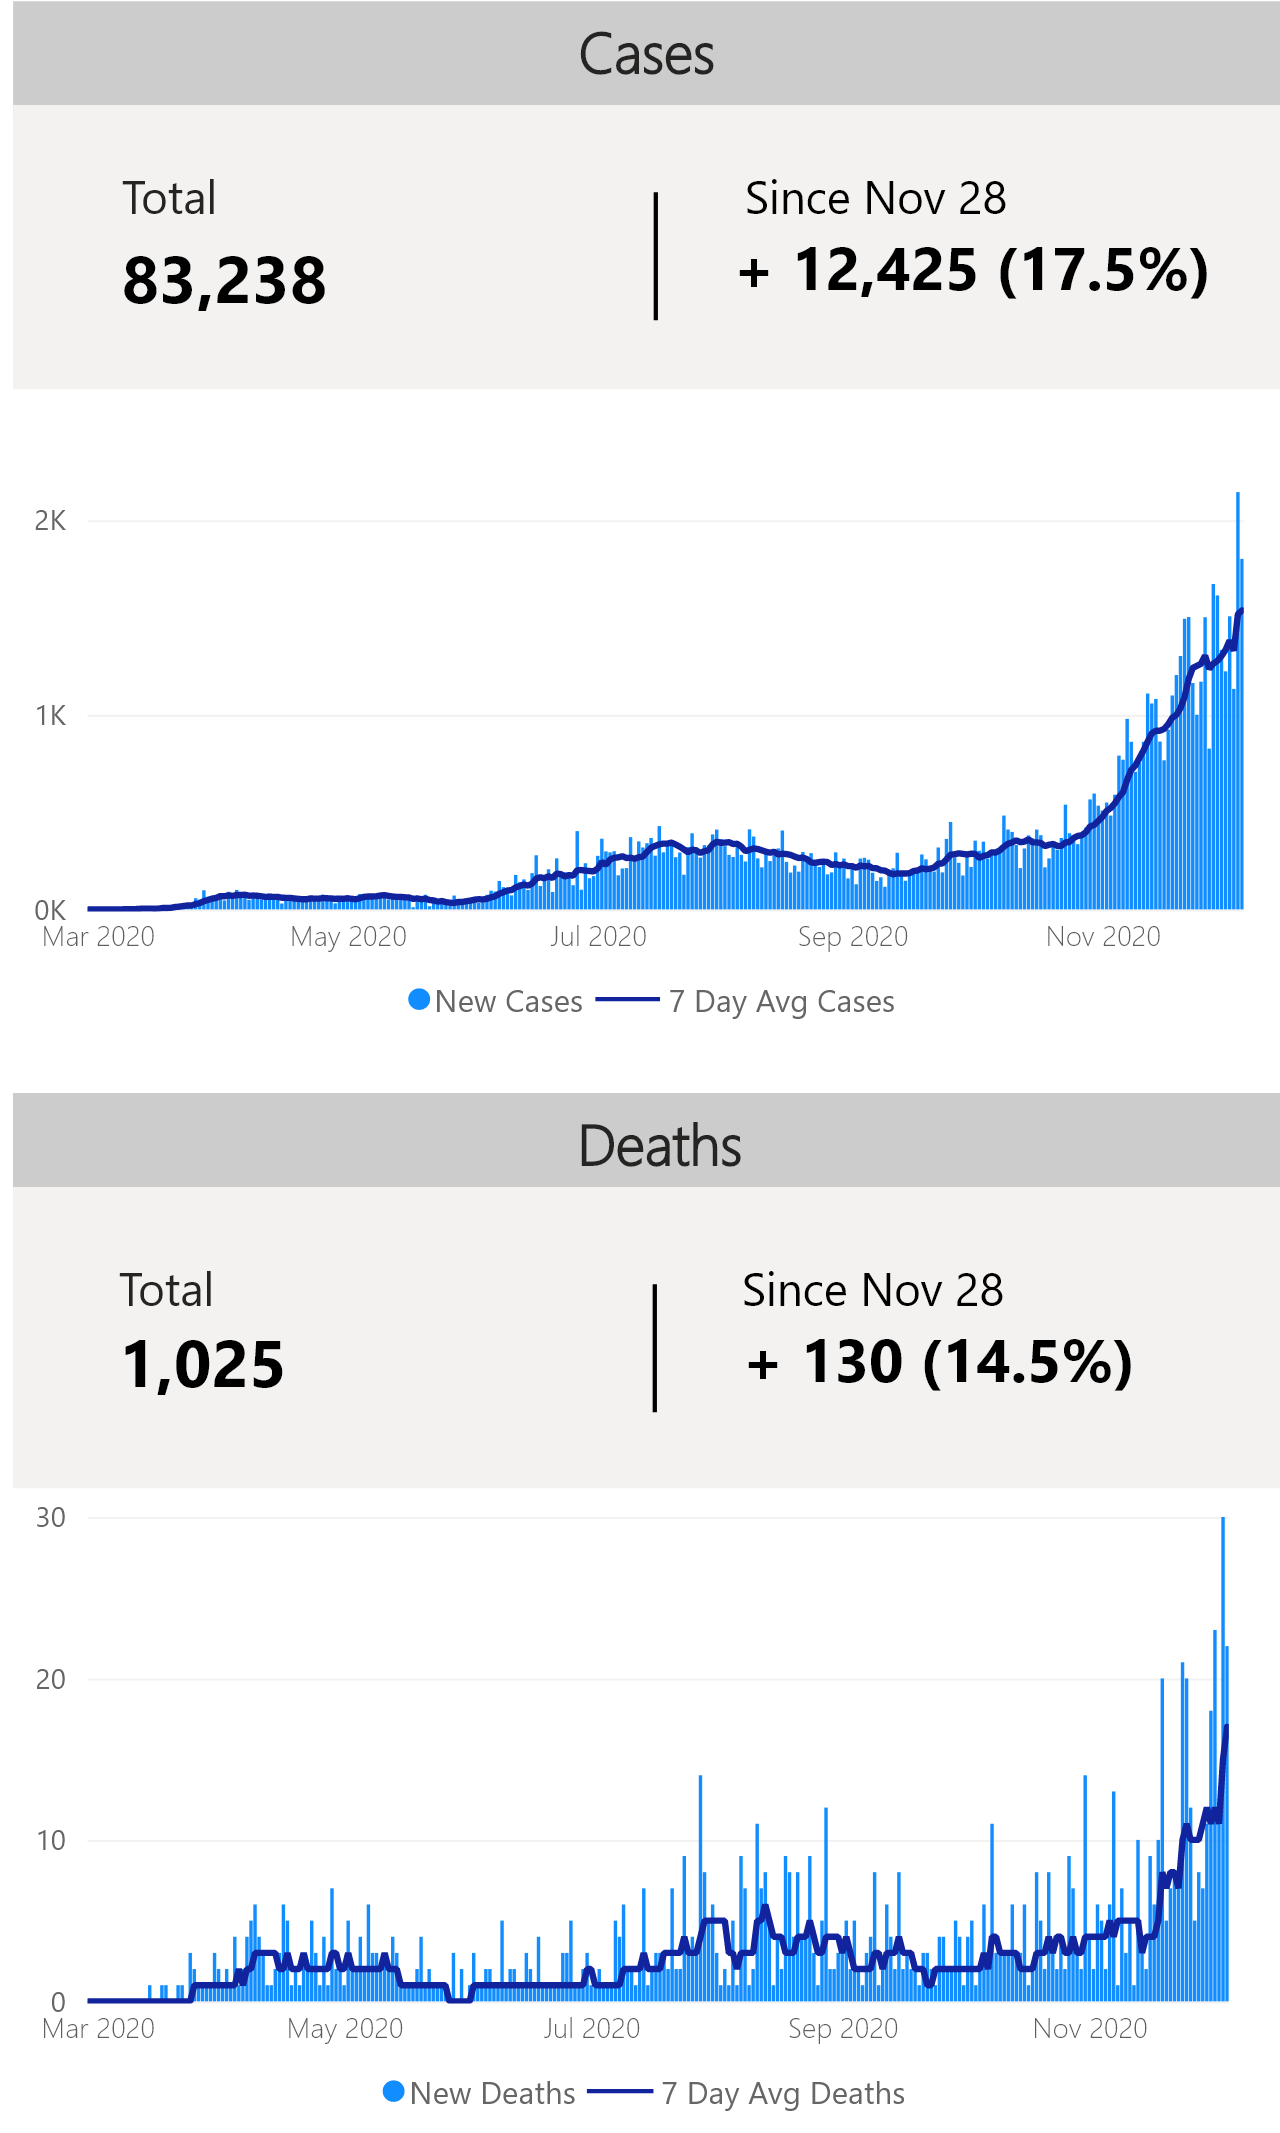 Cases
Total
Since Nov 28
83,238
+ 12,425 (17.5%)
2K
1K
0K
Mar 2020 May 2020 Jul 2020 Sep 2020 Nov 2020
New Cases 7 Day Avg Cases
Deaths
Total
Since Nov 28
1,025
+ 130 (14.5%)
30
20
10
0
Mar 2020 May 2020 Jul 2020 Sep 2020 Nov 2020
New Deaths 7 Day Avg Deaths